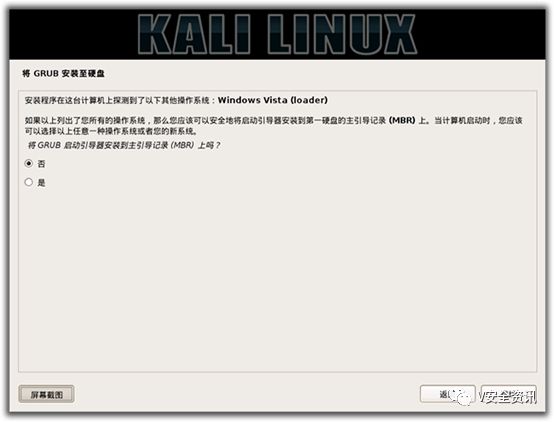 KALI LINUX
将 GRUB 安装至硬盘
安装程序在这台计算机上探测到了以下其他操作系统：Windows Vista (loader)
如果以上列出了您所有的操作系统，那么您应该可以安全地将启动引导器安装到第一硬盘的主引导记录 (MBR) 上。当计算机启动时，您应该
可以选择以上任意一种操作系统或者您的新系统。
将 GRUB 启动引导器安装到主引导记录 (MBR) 上吗？
否
是
屏幕截图
V安全资讯